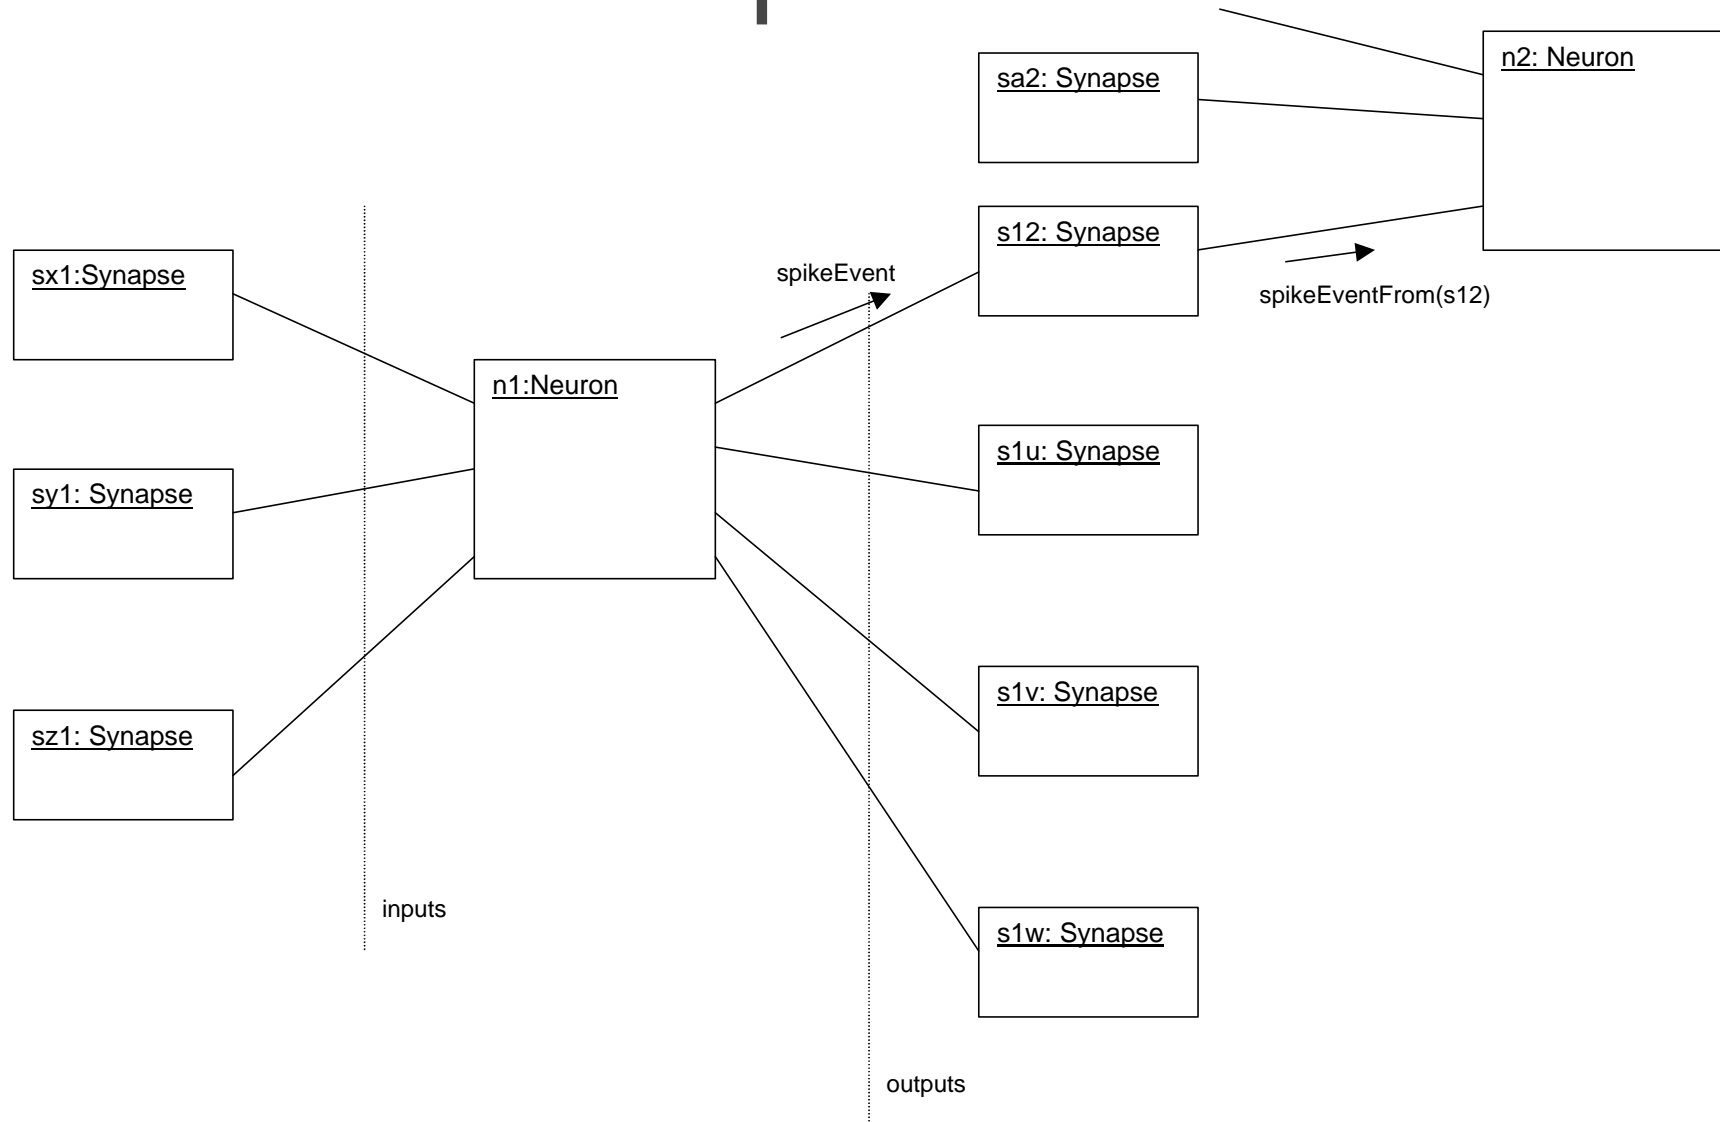 n2: Neuron
sa2: Synapse
s12: Synapse
sx1:Synapse
spikeEvent
spikeEventFrom(s12)
n1:Neuron
s1u: Synapse
sy1: Synapse
s1v: Synapse
sz1: Synapse
inputs
s1w: Synapse
outputs